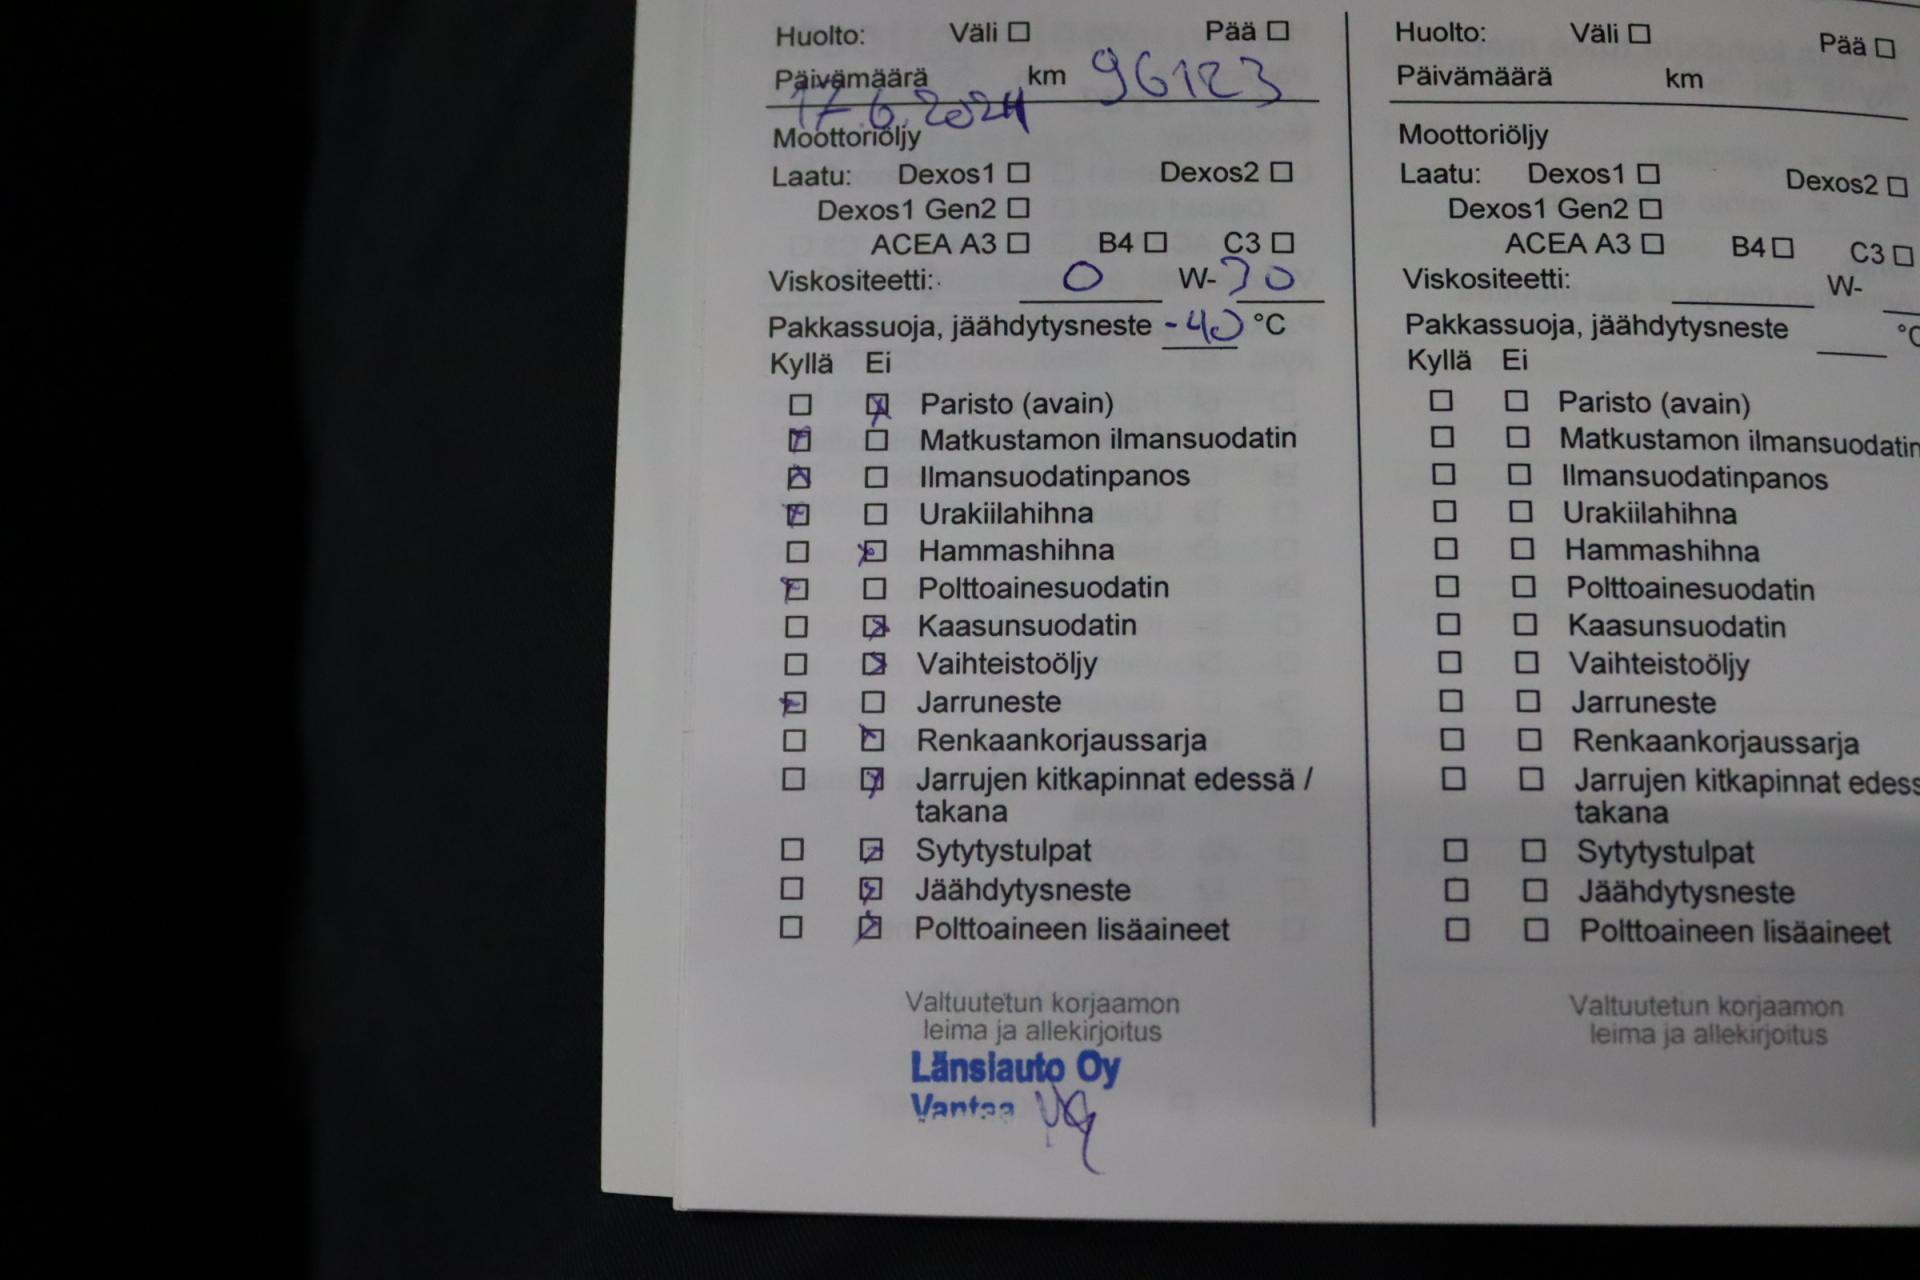 Huolto: Väli ☐ Pää ☐
Päivämäärä km 96123
17.6.2024
Moottoriöljy
Laatu: Dexos1 ☐ Dexos2 ☐
Dexos1 Gen2 ☐
ACEA A3 ☐ B4 ☐ C3 ☐
Viskositeetti: 0 W-30
Pakkassuoja, jäähdytysneste -40 °C
Kyllä Ei
☐ ☒ Paristo (avain)
☒ ☐ Matkustamon ilmansuodatin
☒ ☐ Ilmansuodatinpanos
☒ ☐ Urakiilahihna
☐ ☒ Hammashihna
☒ ☐ Polttoainesuodatin
☐ ☒ Kaasunsuodatin
☐ ☒ Vaihteistoöljy
☒ ☐ Jarruneste
☐ ☒ Renkaankorjaussarja
☐ ☒ Jarrujen kitkapinnat edessä /
takana
☐ ☒ Sytytystulpat
☐ ☒ Jäähdytysneste
☐ ☒ Polttoaineen lisäaineet
Valtuutetun korjaamon
leima ja allekirjoitus
Länsiauto Oy
Vantaa
Huolto: Väli ☐ Pää ☐
Päivämäärä km
Moottoriöljy
Laatu: Dexos1 ☐ Dexos2 ☐
Dexos1 Gen2 ☐
ACEA A3 ☐ B4 ☐ C3 ☐
Viskositeetti: W-
Pakkassuoja, jäähdytysneste °C
Kyllä Ei
☐ ☐ Paristo (avain)
☐ ☐ Matkustamon ilmansuodatin
☐ ☐ Ilmansuodatinpanos
☐ ☐ Urakiilahihna
☐ ☐ Hammashihna
☐ ☐ Polttoainesuodatin
☐ ☐ Kaasunsuodatin
☐ ☐ Vaihteistoöljy
☐ ☐ Jarruneste
☐ ☐ Renkaankorjaussarja
☐ ☐ Jarrujen kitkapinnat edess
takana
☐ ☐ Sytytystulpat
☐ ☐ Jäähdytysneste
☐ ☐ Polttoaineen lisäaineet
Valtuutetun korjaamon
leima ja allekirjoitus